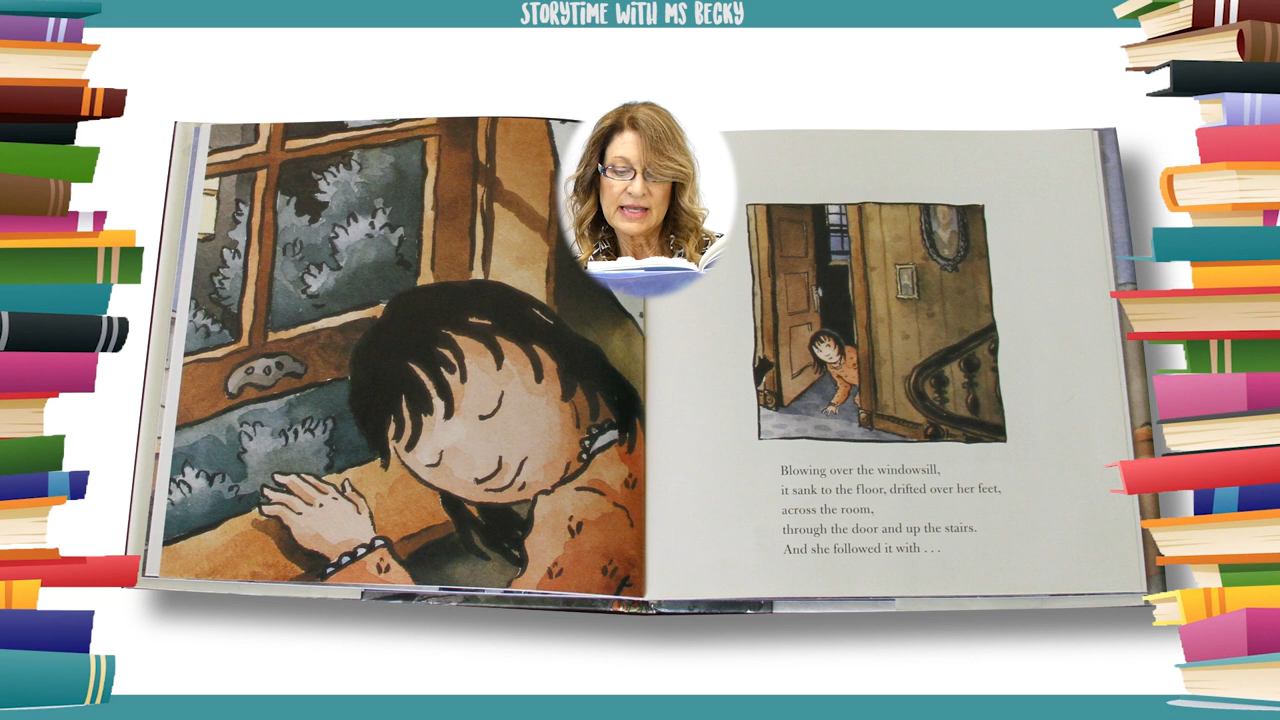 STORYTIME WITH MS BECKY
Blowing over the windowsill,
it sank to the floor, drifted over her feet,
across the room,
through the door and up the stairs.
And she followed it with . . .